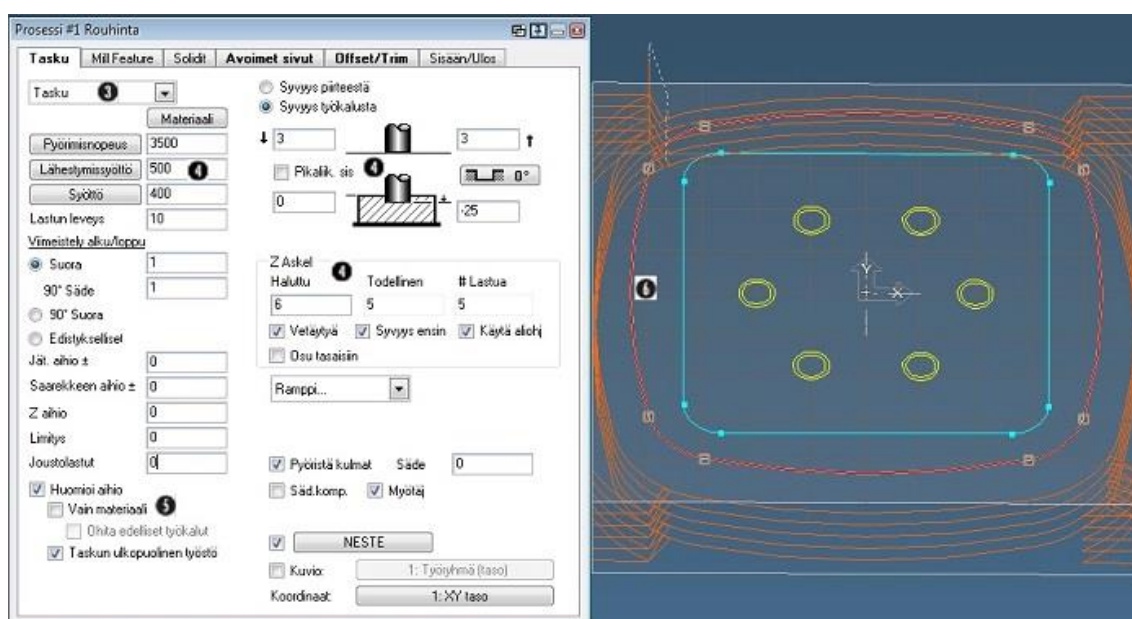 Prosessi #1 Rouhinta
Tasku Mill Feature Solidit Avoimet sivut Offset/Trim Sisään/Ulos
Tasku 3
Materiaali
Pyörimisnopeus 3500
Lähestymissyöttö 500 4
Syöttö 400
Lastun leveys 10
Viimeistely alku/loppu
Suora 1
90° Säde 1
90° Suora
Edistykselliset
Jät. aihio ± 0
Saarekkeen aihio ± 0
Z aihio 0
Limitys 0
Joustolastut 0
Huomioi aihio
Vain materiaali 5
Ohita edelliset työkalut
Taskun ulkopuolinen työstö
Syvyys piirteestä
Syvyys työkalusta
3 3
Pikalik. sis 4 0°
0 -25
Z Askel
Haluttu 4 Todellinen # Lastua
6 5 5
Vetäytyä Syvyys ensin Käytä aliohj
Osu tasaisiin
Ramppi...
Pyöristä kulmat Säde 0
Säd.komp. Myötäj
NESTE
Kuvio: 1: Työryhmä (taso)
Koordinaat: 1: XY taso
6
Y
X